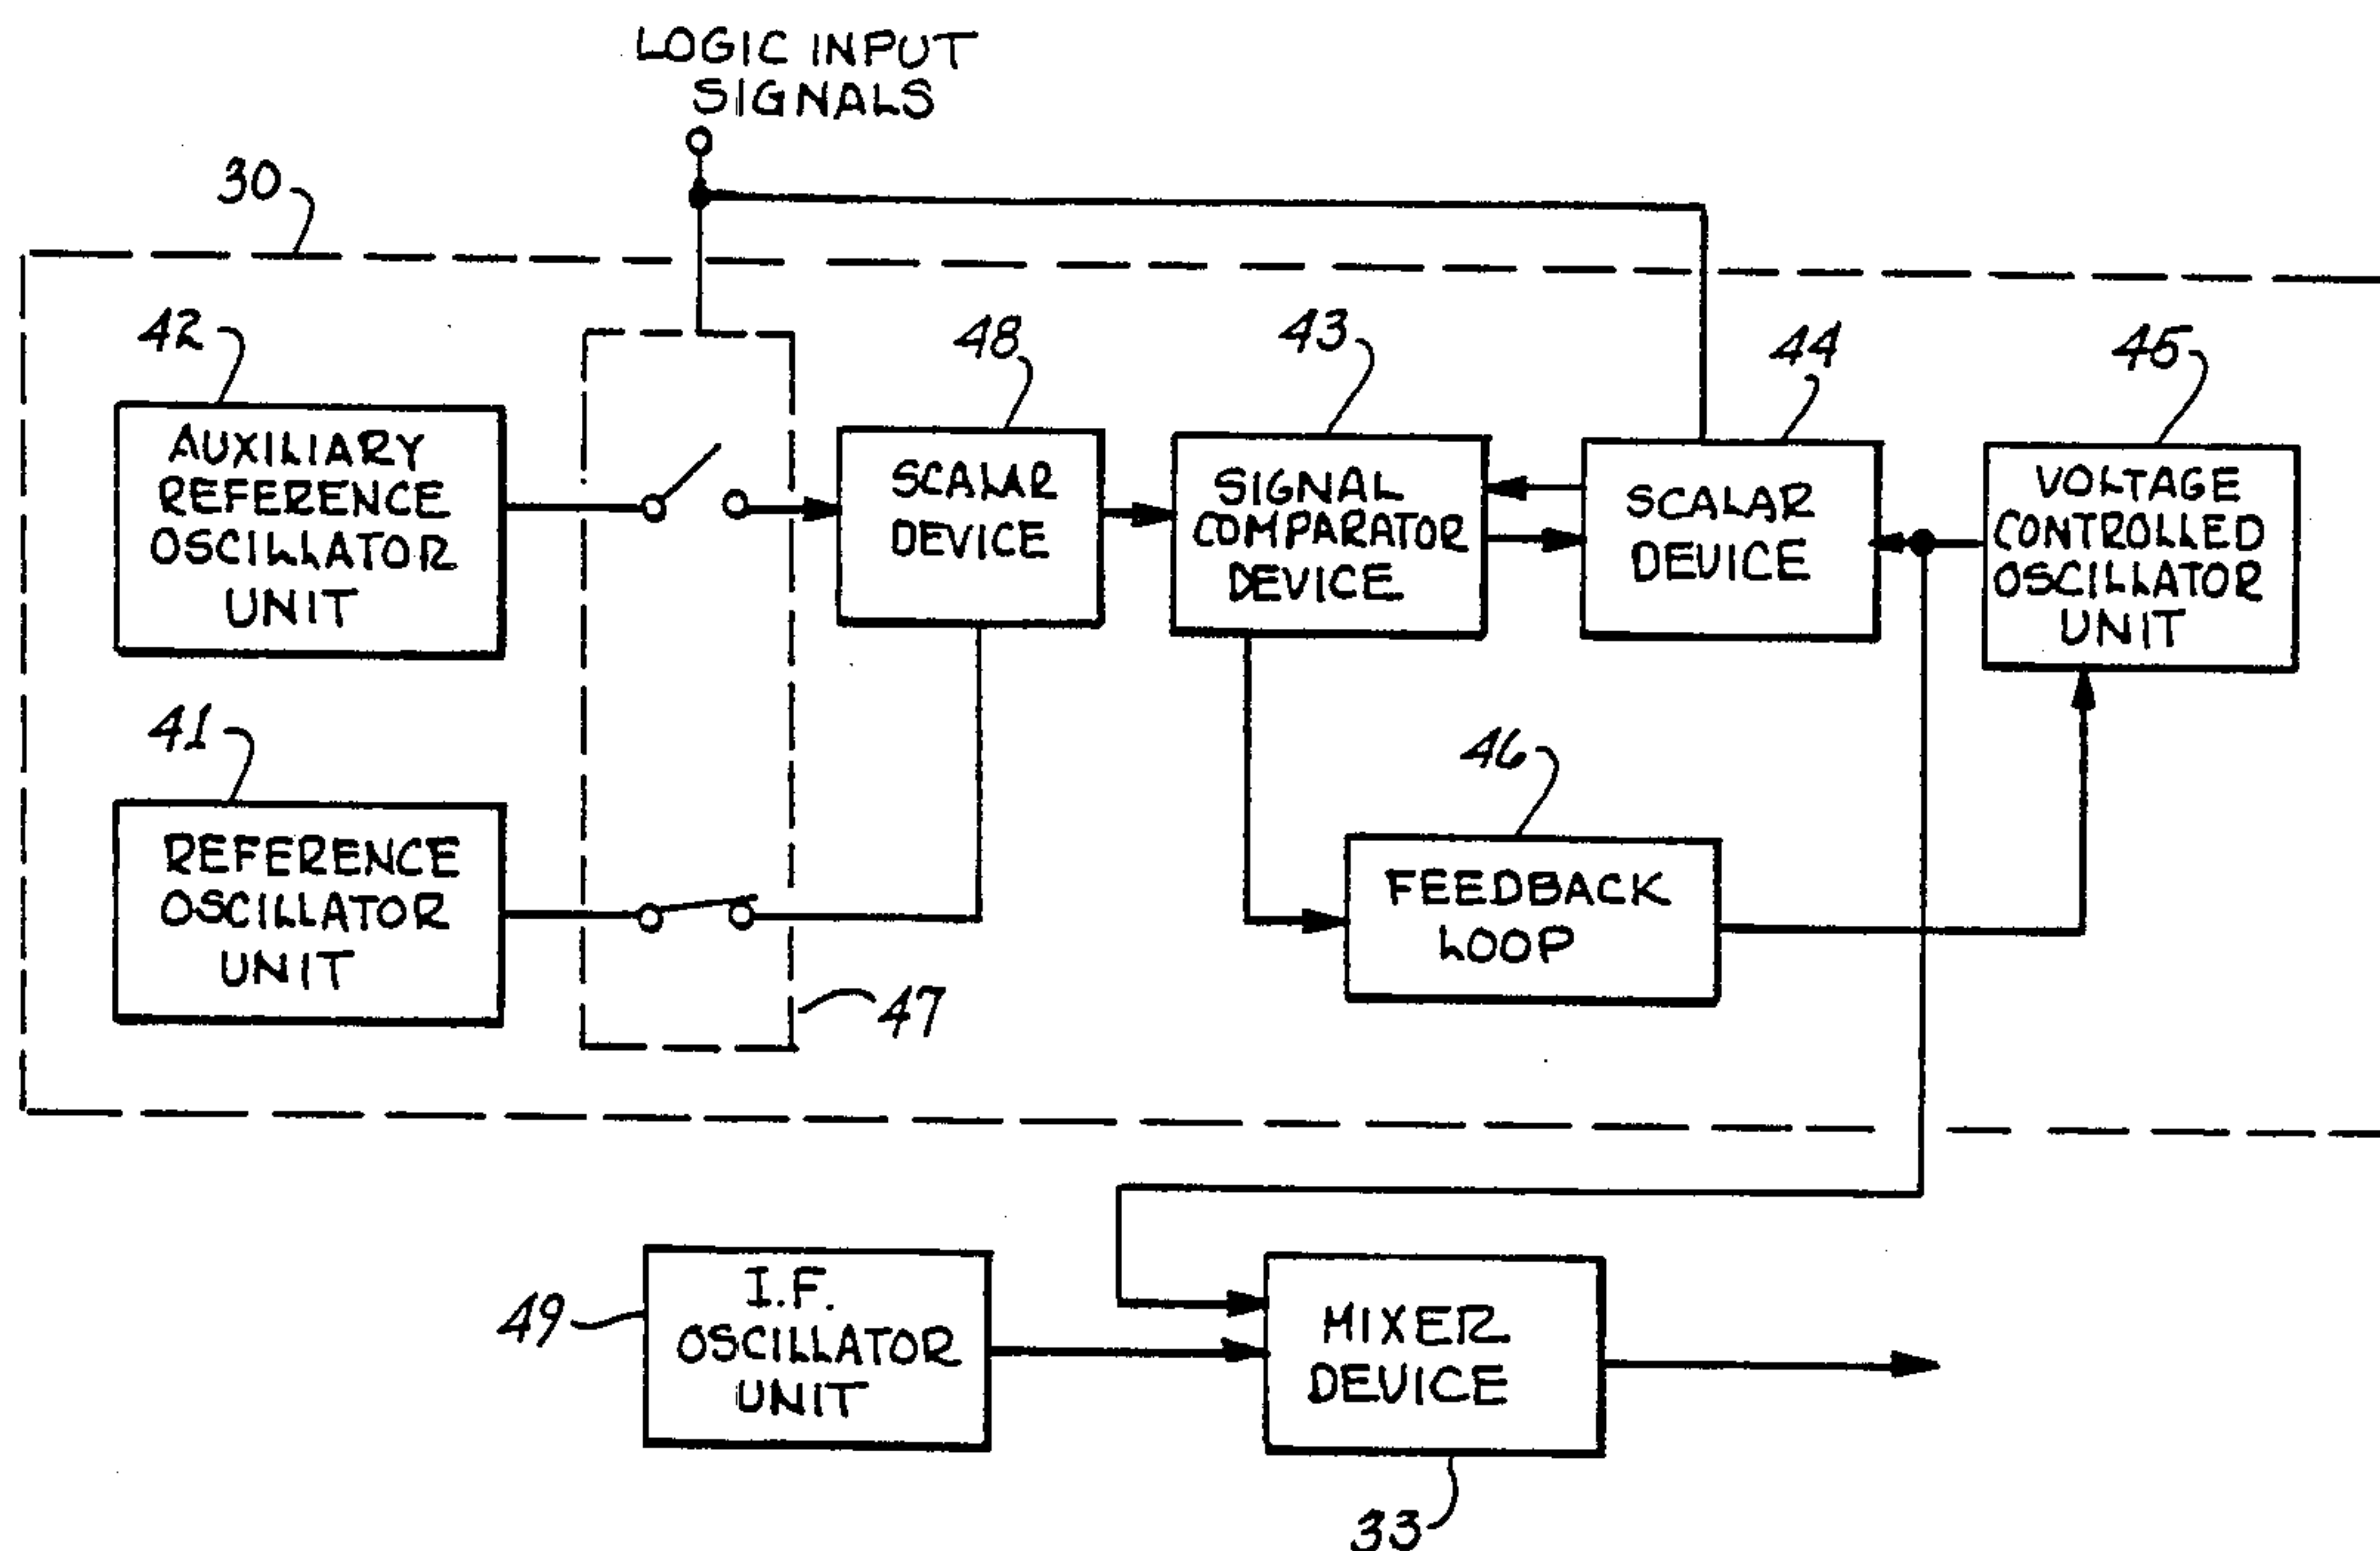 LOGIC INPUT
SIGNALS
30
42
48
43
44
45
AUXILIARY
REFERENCE
OSCILLATOR
UNIT
SCALAR
DEVICE
SIGNAL
COMPARATOR
DEVICE
SCALAR
DEVICE
VOLTAGE
CONTROLLED
OSCILLATOR
UNIT
41
46
REFERENCE
OSCILLATOR
UNIT
FEEDBACK
LOOP
47
49
I.F.
OSCILLATOR
UNIT
MIXER
DEVICE
33